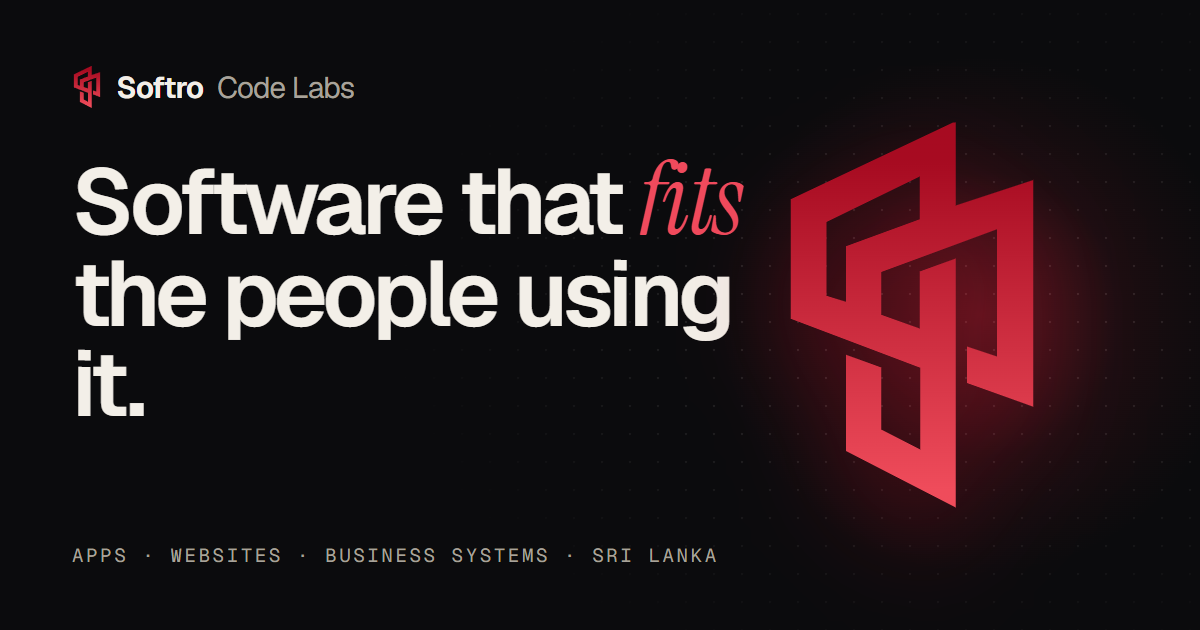 Softro Code Labs
Software that fits
the people using
it.
APPS · WEBSITES · BUSINESS SYSTEMS · SRI LANKA